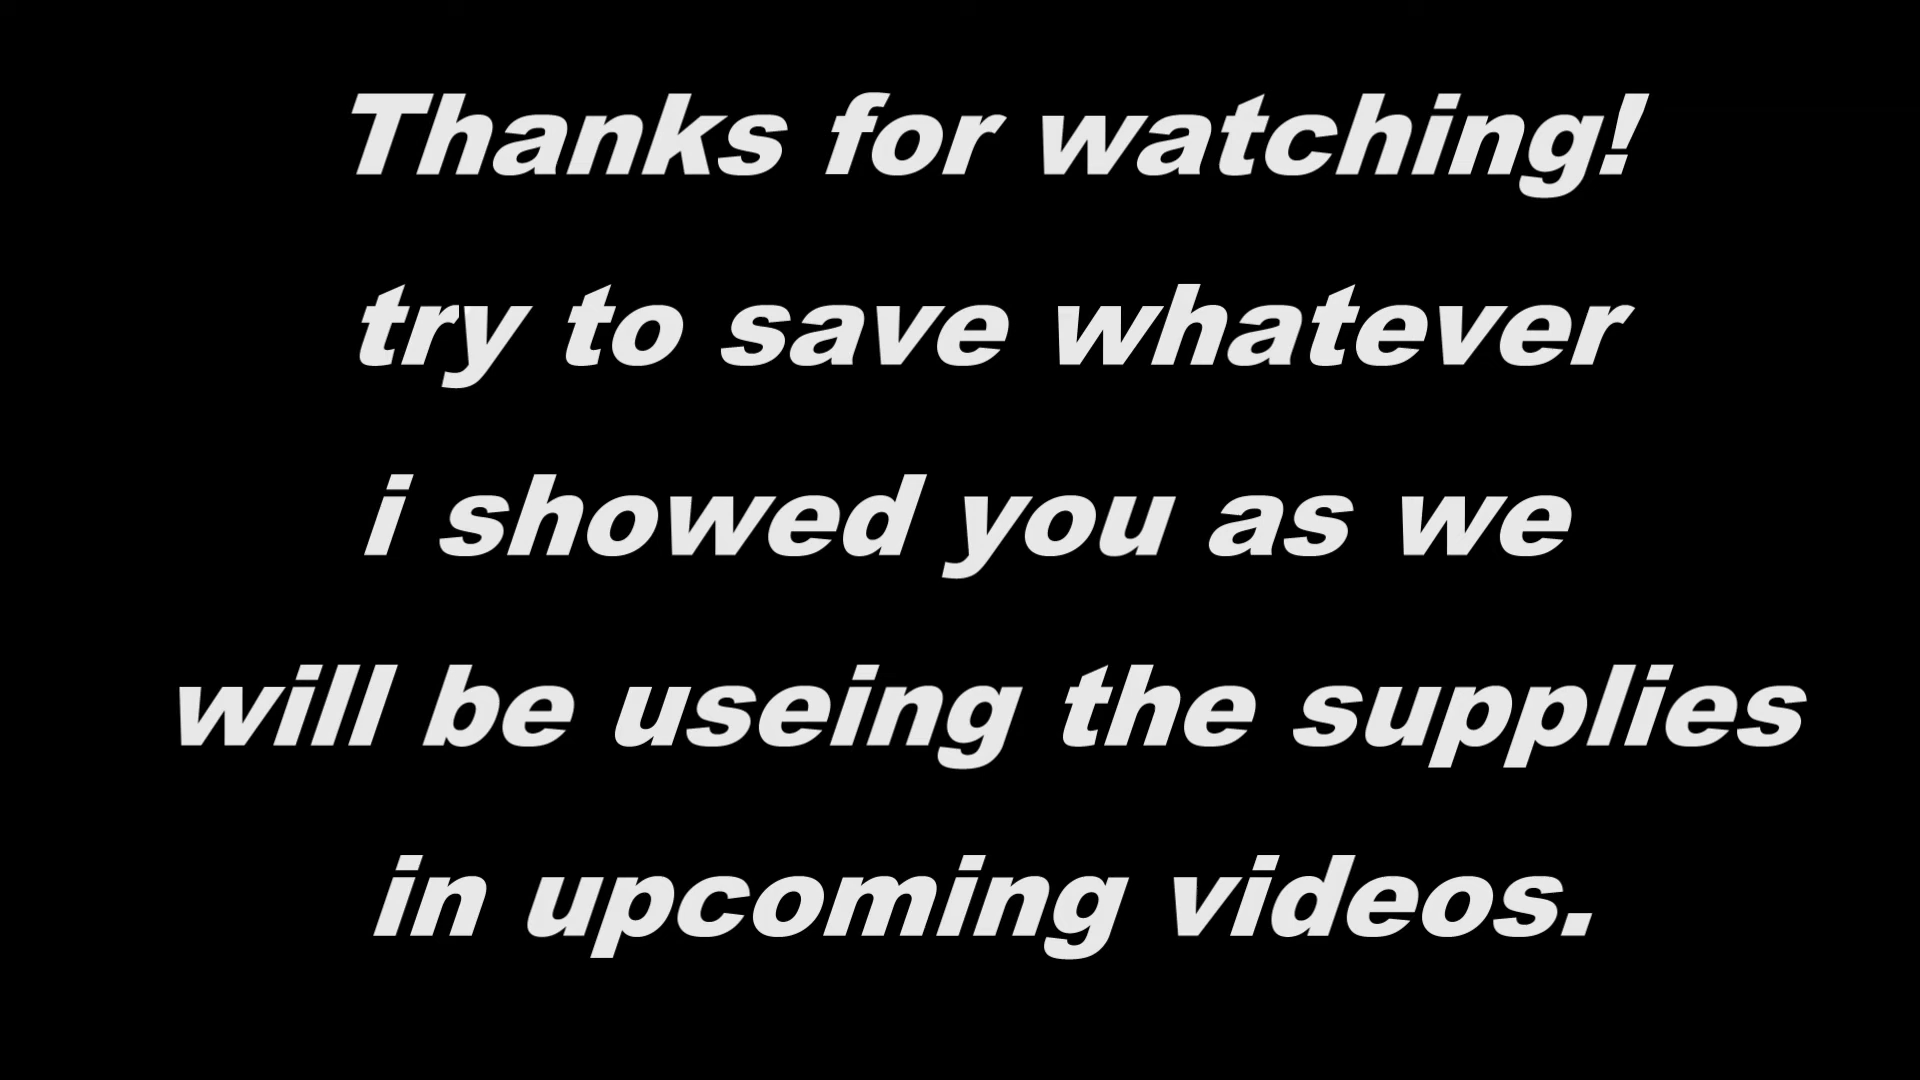 Thanks for watching!
try to save whatever
i showed you as we
will be useing the supplies
in upcoming videos.